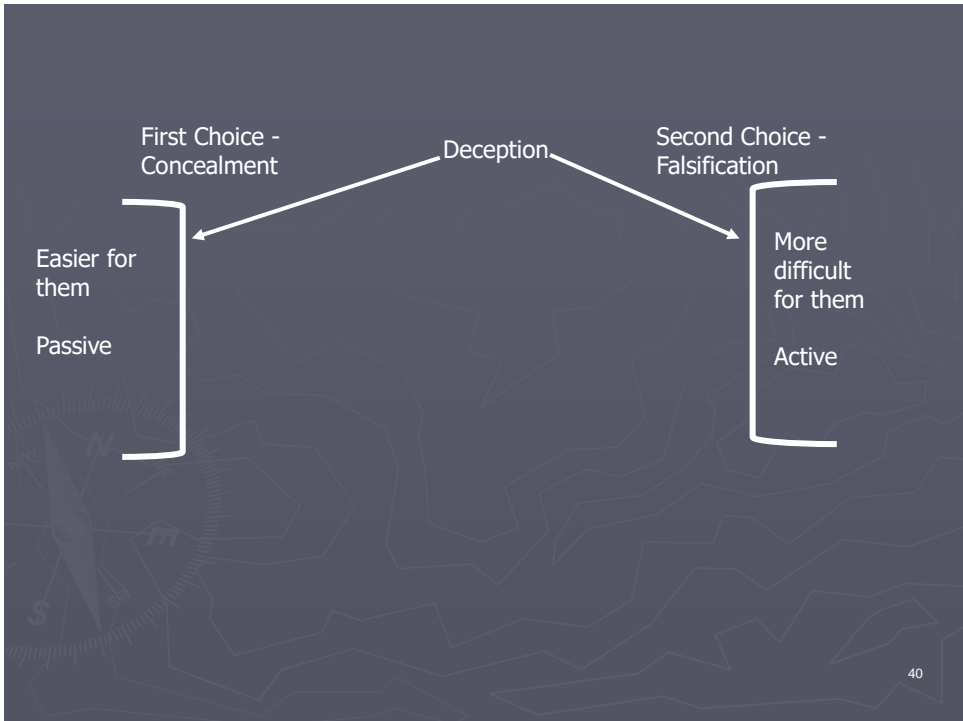 First Choice -
Concealment
Deception
Second Choice -
Falsification
Easier for
them
Passive
More
difficult
for them
Active
N
E
S
40